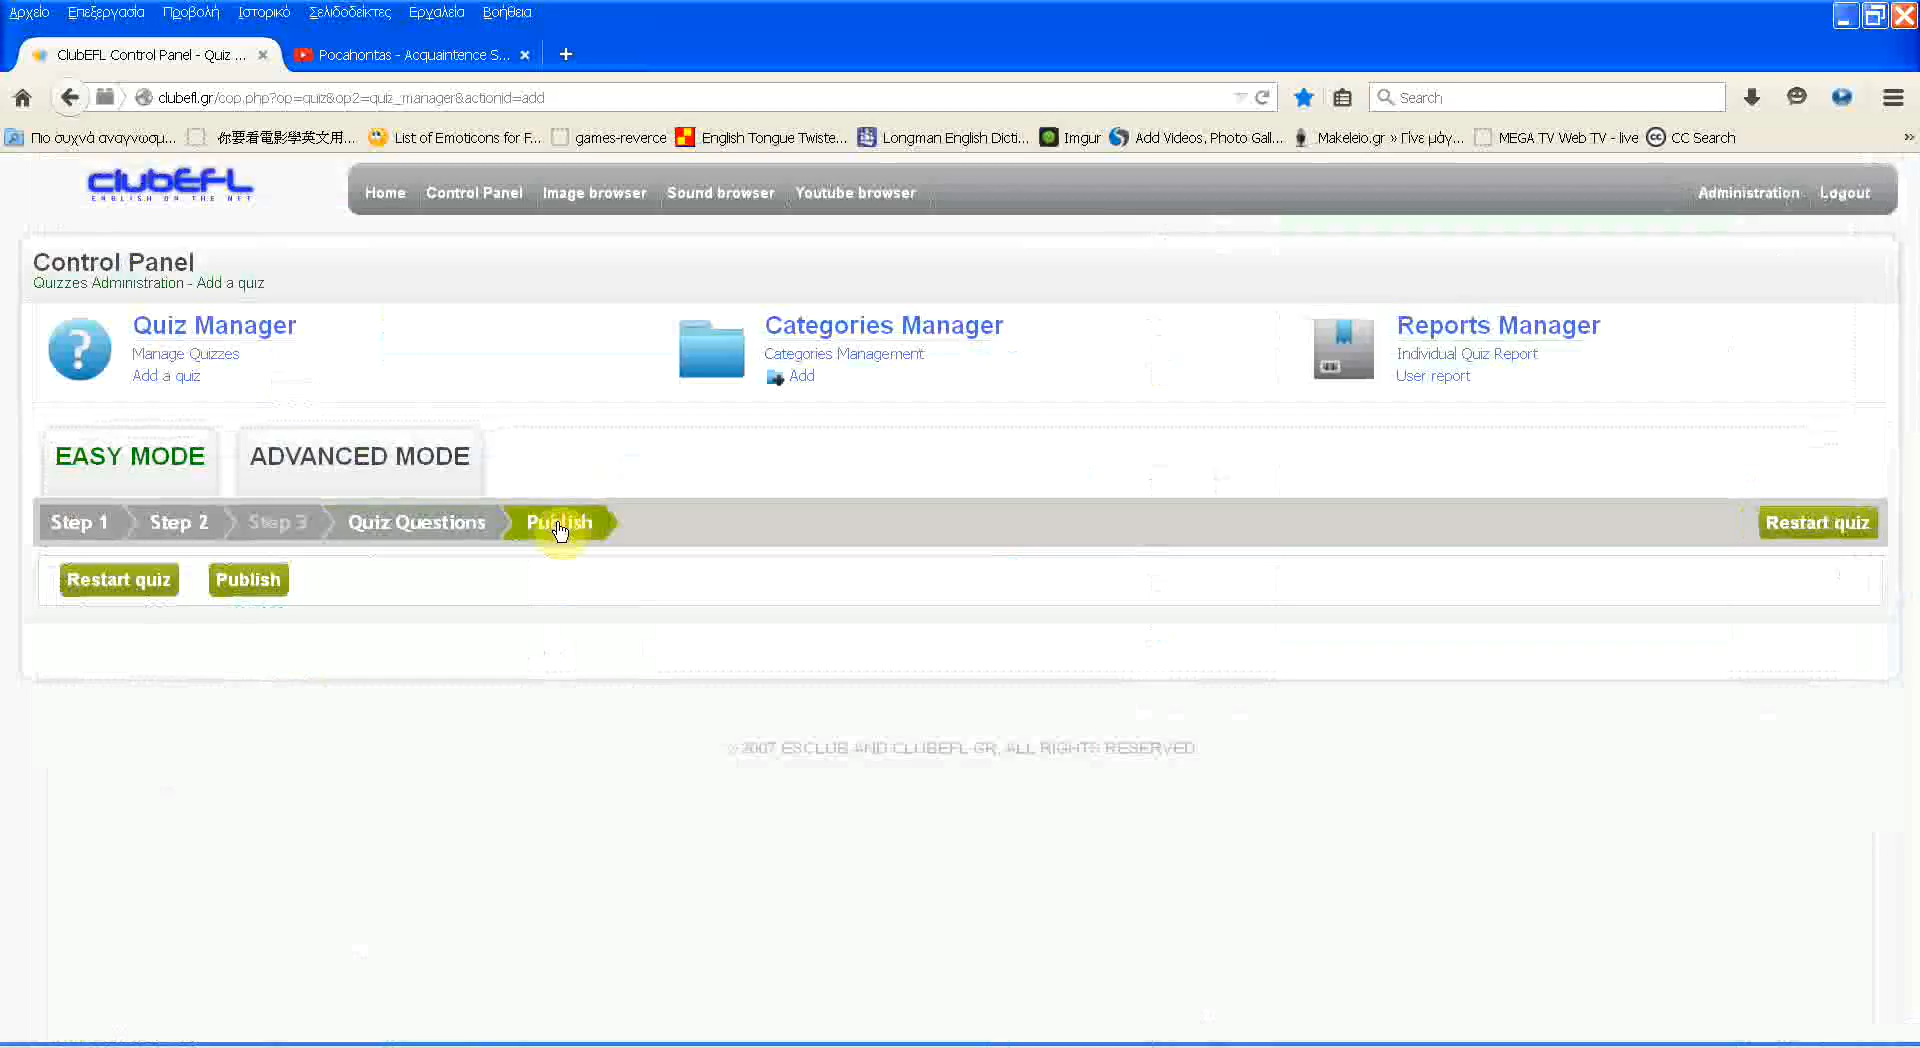 Αρχείο Επεξεργασία Προβολή Ιστορικό Σελιδοδείκτες Εργαλεία Βοήθεια
ClubEFL Control Panel - Quiz ... Pocahontas - Acquaintence S...
clubefl.gr/cop.php?op=quiz&op2=quiz_manager&actionid=add Search
Πιο συχνά αναγνωσμ... 你要看電影學英文用... List of Emoticons for F... games-reverce English Tongue Twiste... Longman English Dicti... Imgur Add Videos, Photo Gall... Makeleio.gr » Γίνε μάγ... MEGA TV Web TV - live CC Search
clubEFL
ENGLISH ON THE NET
Home Control Panel Image browser Sound browser Youtube browser Administration Logout
Control Panel
Quizzes Administration - Add a quiz
Quiz Manager Categories Manager Reports Manager
Manage Quizzes Categories Management Individual Quiz Report
Add a quiz Add User report
EASY MODE ADVANCED MODE
Step 1 Step 2 Step 3 Quiz Questions Publish Restart quiz
Restart quiz Publish
© 2007 ESCLUB AND CLUBEFL.GR, ALL RIGHTS RESERVED